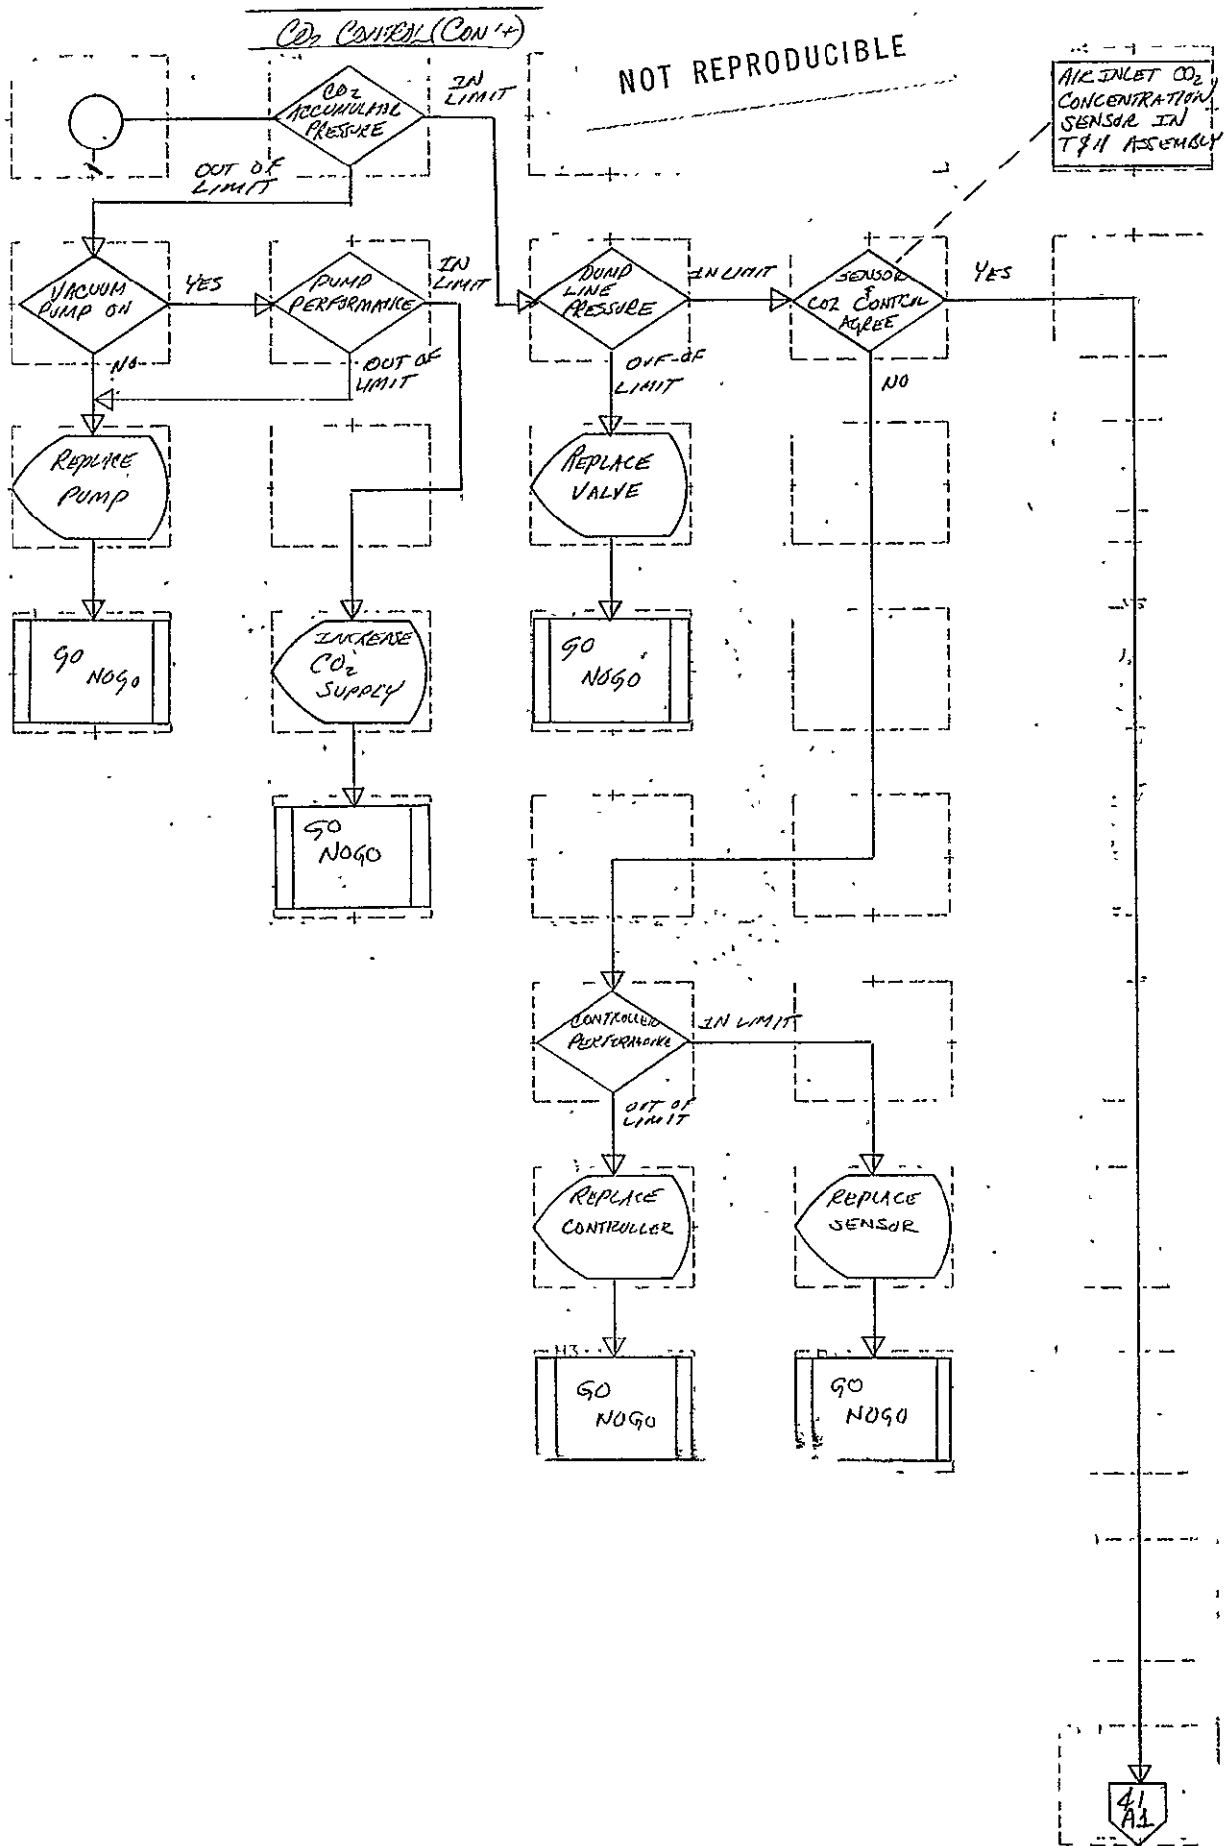 CO2 CONTROL (CON't)
NOT REPRODUCIBLE
CO2
ACCUMULATOR
PRESSURE
IN
LIMIT
AIR INLET CO2
CONCENTRATION
SENSOR IN
T&H ASSEMBLY
OUT OF
LIMIT
VACUUM
PUMP ON
YES
PUMP
PERFORMANCE
IN
LIMIT
DUMP
LINE
PRESSURE
IN LIMIT
SENSOR
&
CO2 CONTROL
AGREE
YES
NO
OUT OF
LIMIT
OUT-OF
LIMIT
NO
REPLACE
PUMP
REPLACE
VALVE
GO
NOGO
INCREASE
CO2
SUPPLY
GO
NOGO
GO
NOGO
CONTROLLER
PERFORMANCE
IN LIMIT
OUT OF
LIMIT
REPLACE
CONTROLLER
REPLACE
SENSOR
H3
GO
NOGO
GO
NOGO
A1